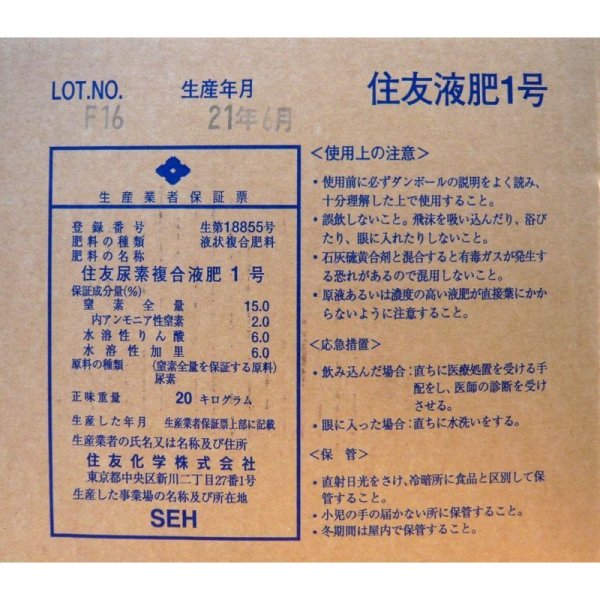 LOT.NO. 生産年月 住友液肥1号
F16 21年6月
生産業者保証票
登録番号 生第18855号
肥料の種類 液状複合肥料
肥料の名称
住友尿素複合液肥 1 号
保証成分量(%)
窒素全量 15.0
内アンモニア性窒素 2.0
水溶性りん酸 6.0
水溶性加里 6.0
原料の種類 (窒素全量を保証する原料)
尿素
正味重量 20 キログラム
生産した年月 生産業者保証票上部に記載
生産業者の氏名又は名称及び住所
住友化学株式会社
東京都中央区新川二丁目27番1号
生産した事業場の名称及び所在地
SEH
<使用上の注意>
・使用前に必ずダンボールの説明をよく読み、
十分理解した上で使用すること。
・誤飲しないこと。飛沫を吸い込んだり、浴び
たり、眼に入れたりしないこと。
・石灰硫黄合剤と混合すると有毒ガスが発生す
る恐れがあるので混用しないこと。
・原液あるいは濃度の高い液肥が直接葉にかか
らないように注意すること。
<応急措置>
・飲み込んだ場合:直ちに医療処置を受ける手
配をし、医師の診断を受け
させる。
・眼に入った場合:直ちに水洗いをする。
<保 管>
・直射日光をさけ、冷暗所に食品と区別して保
管すること。
・小児の手の届かない所に保管すること。
・冬期間は屋内で保管すること。